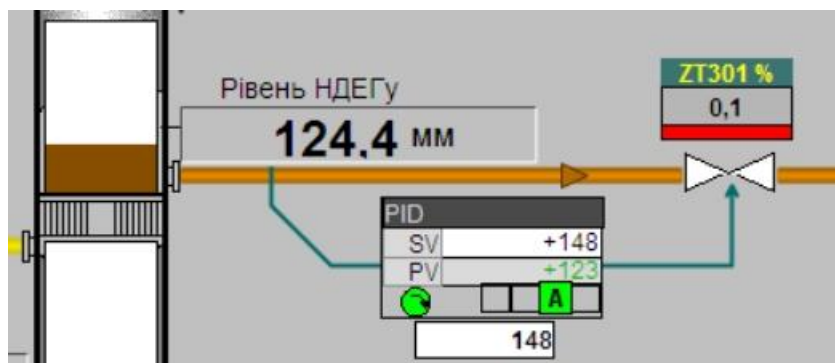 Рівень НДЕГу
124.4 мм
ZT301 %
0,1
PID
SV +148
PV +123
A
148